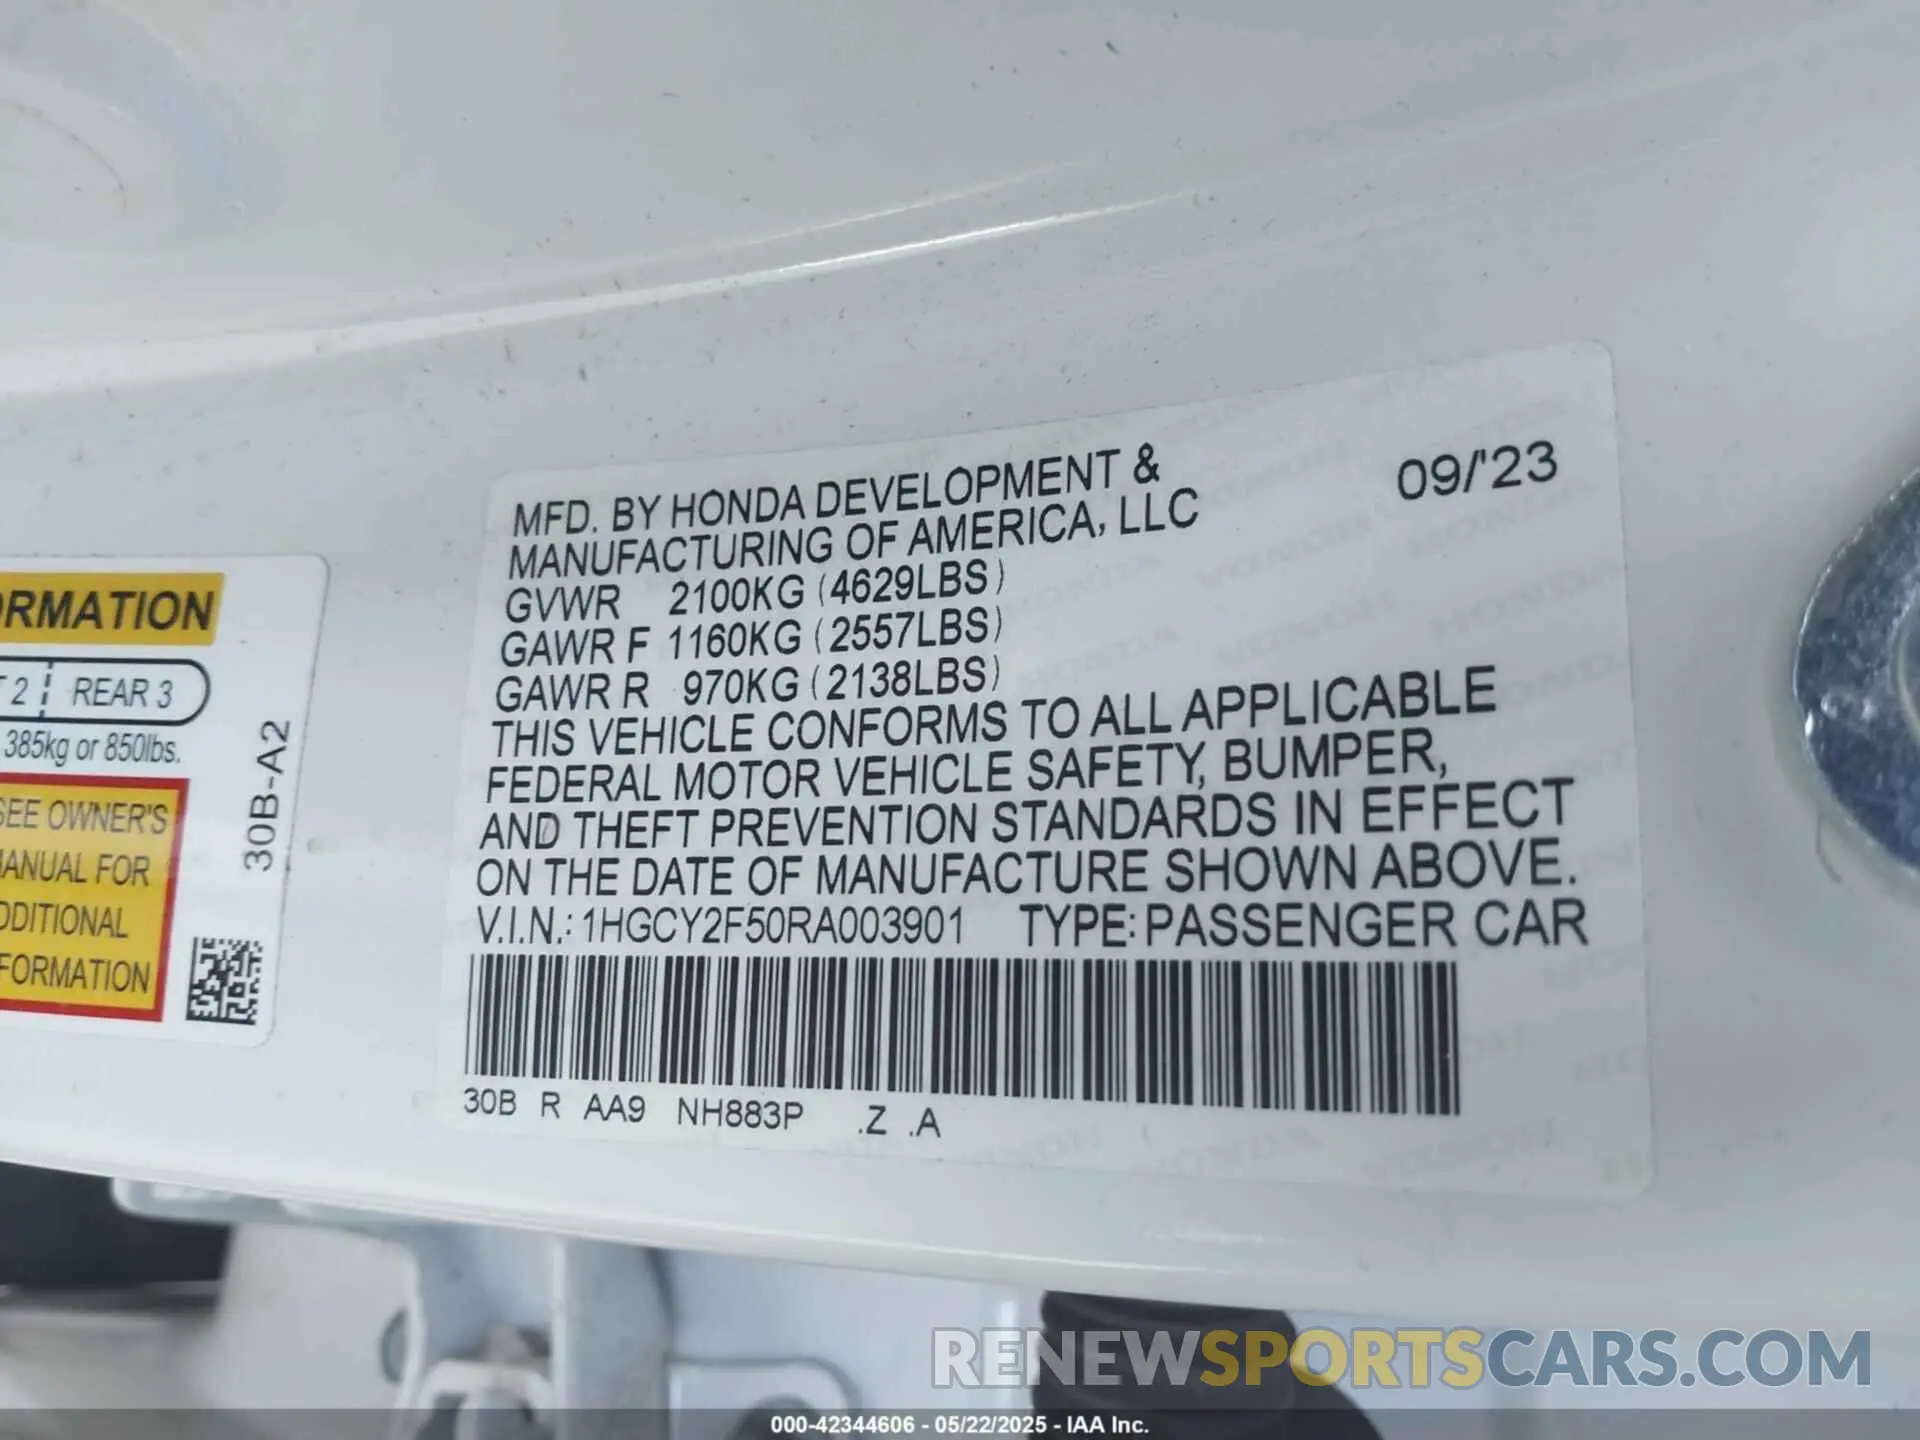 MFD. BY HONDA DEVELOPMENT &
MANUFACTURING OF AMERICA, LLC
09/'23
GVWR 2100KG (4629LBS)
GAWR F 1160KG (2557LBS)
GAWR R 970KG (2138LBS)
THIS VEHICLE CONFORMS TO ALL APPLICABLE
FEDERAL MOTOR VEHICLE SAFETY, BUMPER,
AND THEFT PREVENTION STANDARDS IN EFFECT
ON THE DATE OF MANUFACTURE SHOWN ABOVE.
V.I.N.: 1HGCY2F50RA003901 TYPE: PASSENGER CAR
30B R AA9 NH883P .Z .A
ORMATION
T 2 REAR 3
385kg or 850lbs.
SEE OWNER'S
MANUAL FOR
DDITIONAL
FORMATION
30B-A2
RENEWSPORTSCARS.COM
000-42344606 - 05/22/2025 - IAA Inc.